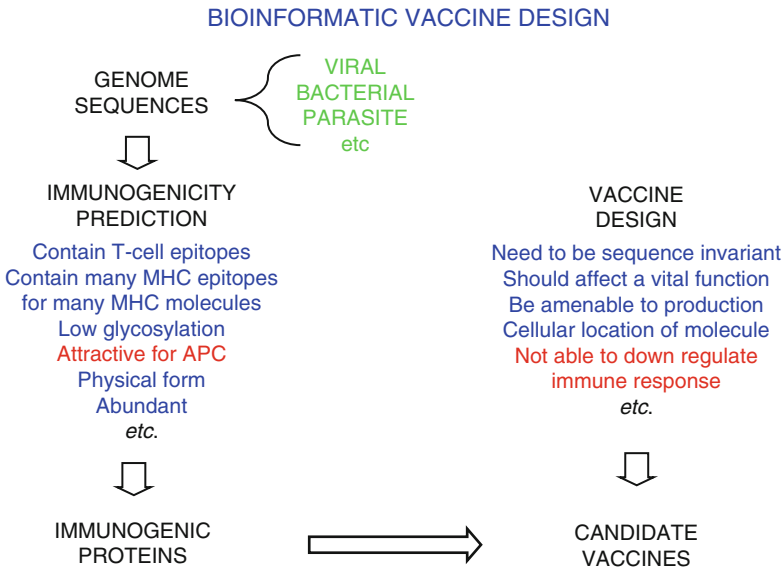 BIOINFORMATIC VACCINE DESIGN
GENOME
SEQUENCES
VIRAL
BACTERIAL
PARASITE
etc
IMMUNOGENICITY
PREDICTION
Contain T-cell epitopes
Contain many MHC epitopes
for many MHC molecules
Low glycosylation
Attractive for APC
Physical form
Abundant
etc.
IMMUNOGENIC
PROTEINS
VACCINE
DESIGN
Need to be sequence invariant
Should affect a vital function
Be amenable to production
Cellular location of molecule
Not able to down regulate
immune response
etc.
CANDIDATE
VACCINES